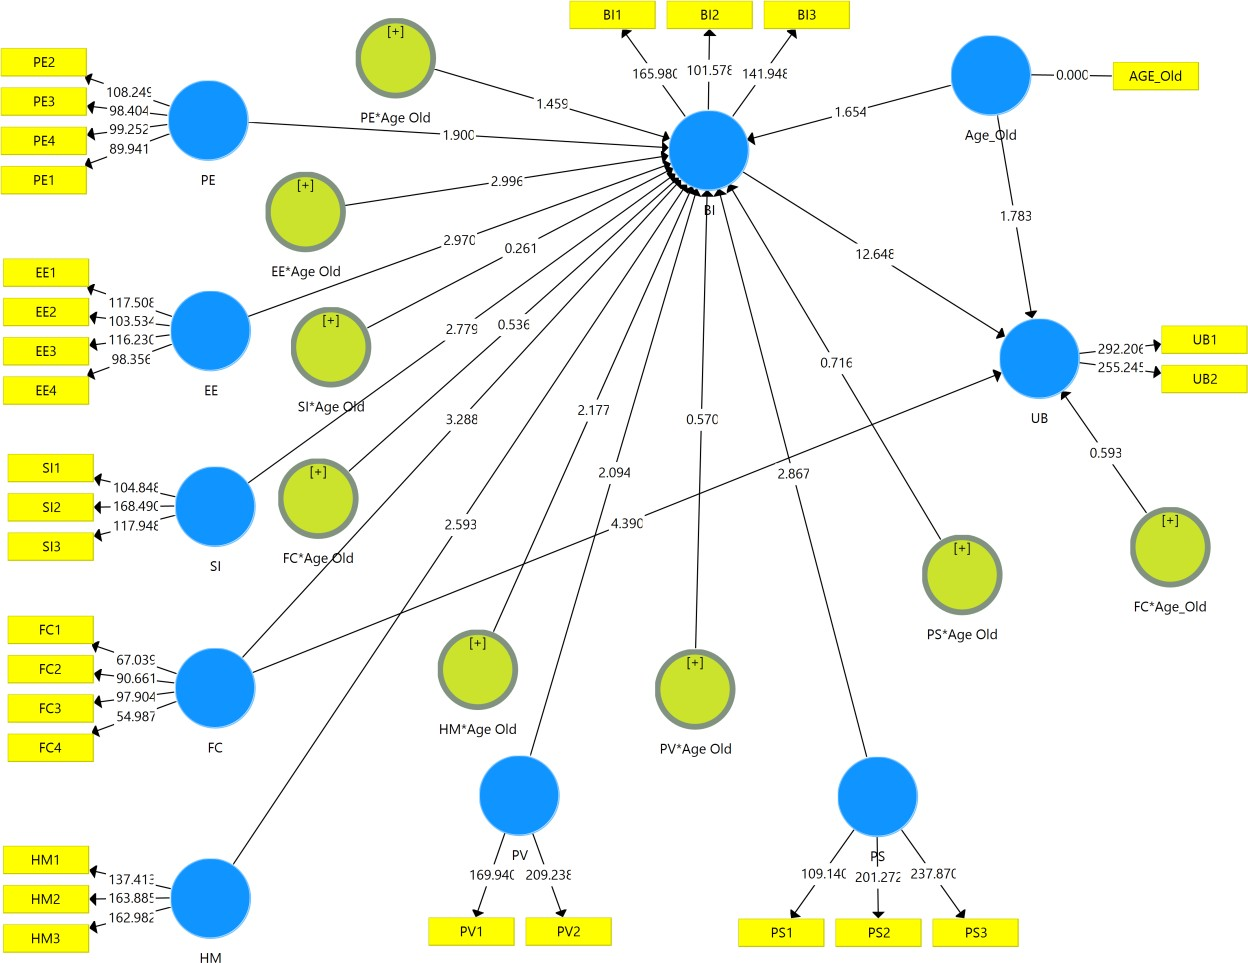 BI1 BI2 BI3
[+]
PE*Age Old
165.980 101.578 141.948
AGE_Old
0.000
Age_Old
1.654
1.783
PE2
PE3
PE4
PE1
108.249
98.404
99.252
89.941
PE
1.459
1.900
BI
[+]
EE*Age Old
2.996
2.970
0.261
12.648
EE1
EE2
EE3
EE4
117.508
103.534
116.230
98.356
EE
[+]
SI*Age Old
2.779
0.536
0.716
UB1
UB2
292.206
255.245
UB
3.288
2.177
0.570
0.593
SI1
SI2
SI3
104.848
168.490
117.948
SI
[+]
FC*Age Old
2.593
2.094
4.390
2.867
[+]
PS*Age Old
[+]
FC*Age_Old
FC1
FC2
FC3
FC4
67.039
90.661
97.904
54.987
FC
[+]
HM*Age Old
[+]
PV*Age Old
HM1
HM2
HM3
137.413
163.885
162.982
HM
PV
169.940 209.238
PV1 PV2
PS
109.140 201.272 237.870
PS1 PS2 PS3